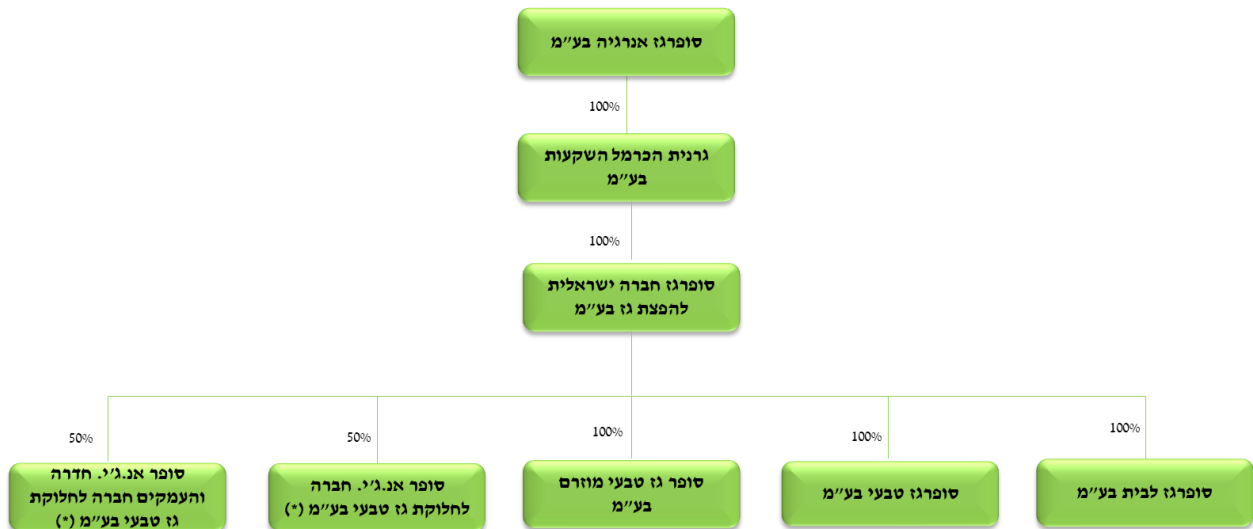 סופרגז אנרגיה בע"מ
100%
גרנית הכרמל השקעות
בע"מ
100%
סופרגז חברה ישראלית
להפצת גז בע"מ
100%
סופרגז לבית בע"מ
100%
סופרגז טבעי בע"מ
100%
סופר גז טבעי מוזרם
בע"מ
50%
סופר אנ.ג'י. חברה
לחלוקת גז טבעי בע"מ (*)
50%
סופר אנ.ג'י. חדרה
והעמקים חברה לחלוקת
גז טבעי בע"מ (*)